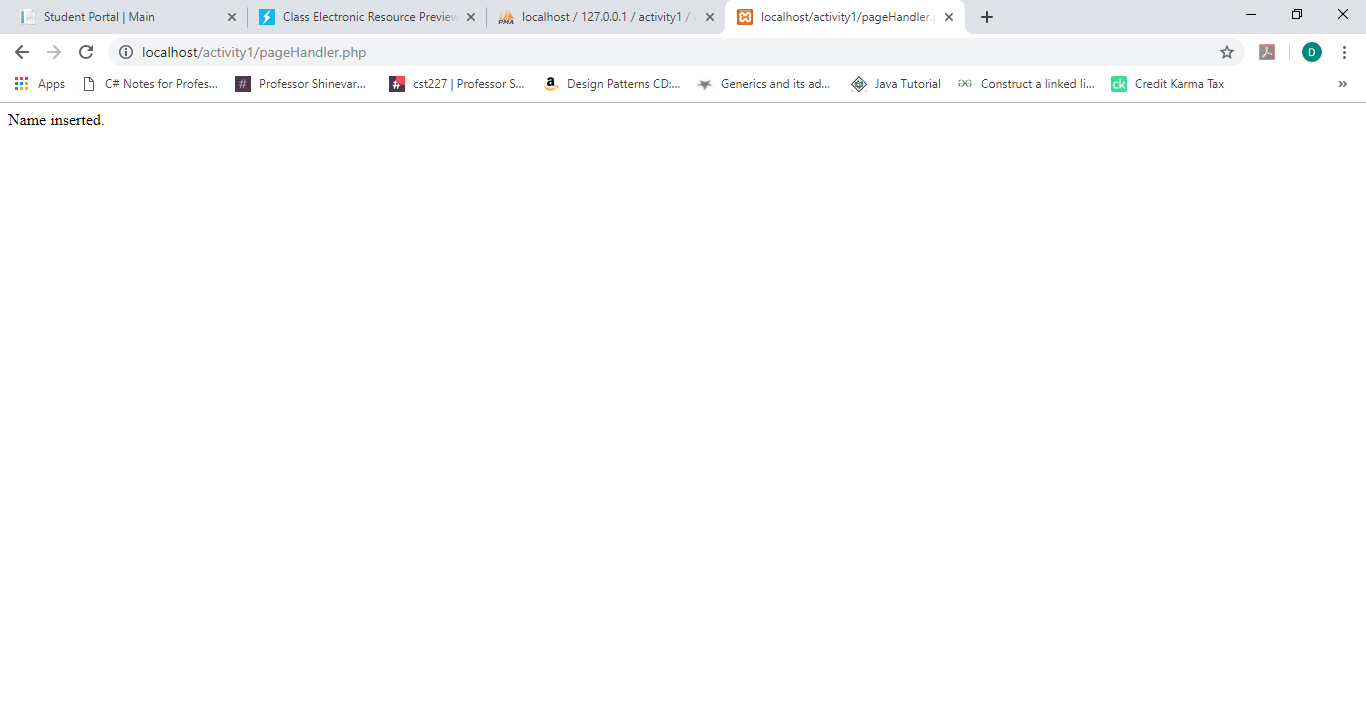 Student Portal | Main
Class Electronic Resource Preview
localhost / 127.0.0.1 / activity1 /
localhost/activity1/pageHandler.p
localhost/activity1/pageHandler.php
D
Apps C# Notes for Profes... # Professor Shinevar... # cst227 | Professor S... Design Patterns CD:... Generics and its ad... Java Tutorial Construct a linked li... ck Credit Karma Tax »
Name inserted.